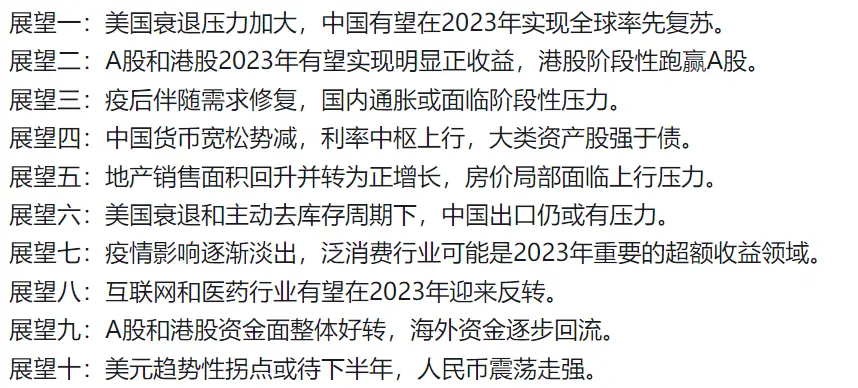 展望一：美国衰退压力加大，中国有望在2023年实现全球率先复苏。
展望二：A股和港股2023年有望实现明显正收益，港股阶段性跑赢A股。
展望三：疫后伴随需求修复，国内通胀或面临阶段性压力。
展望四：中国货币宽松势减，利率中枢上行，大类资产股强于债。
展望五：地产销售面积回升并转为正增长，房价局部面临上行压力。
展望六：美国衰退和主动去库存周期下，中国出口仍或有压力。
展望七：疫情影响逐渐淡出，泛消费行业可能是2023年重要的超额收益领域。
展望八：互联网和医药行业有望在2023年迎来反转。
展望九：A股和港股资金面整体好转，海外资金逐步回流。
展望十：美元趋势性拐点或待下半年，人民币震荡走强。